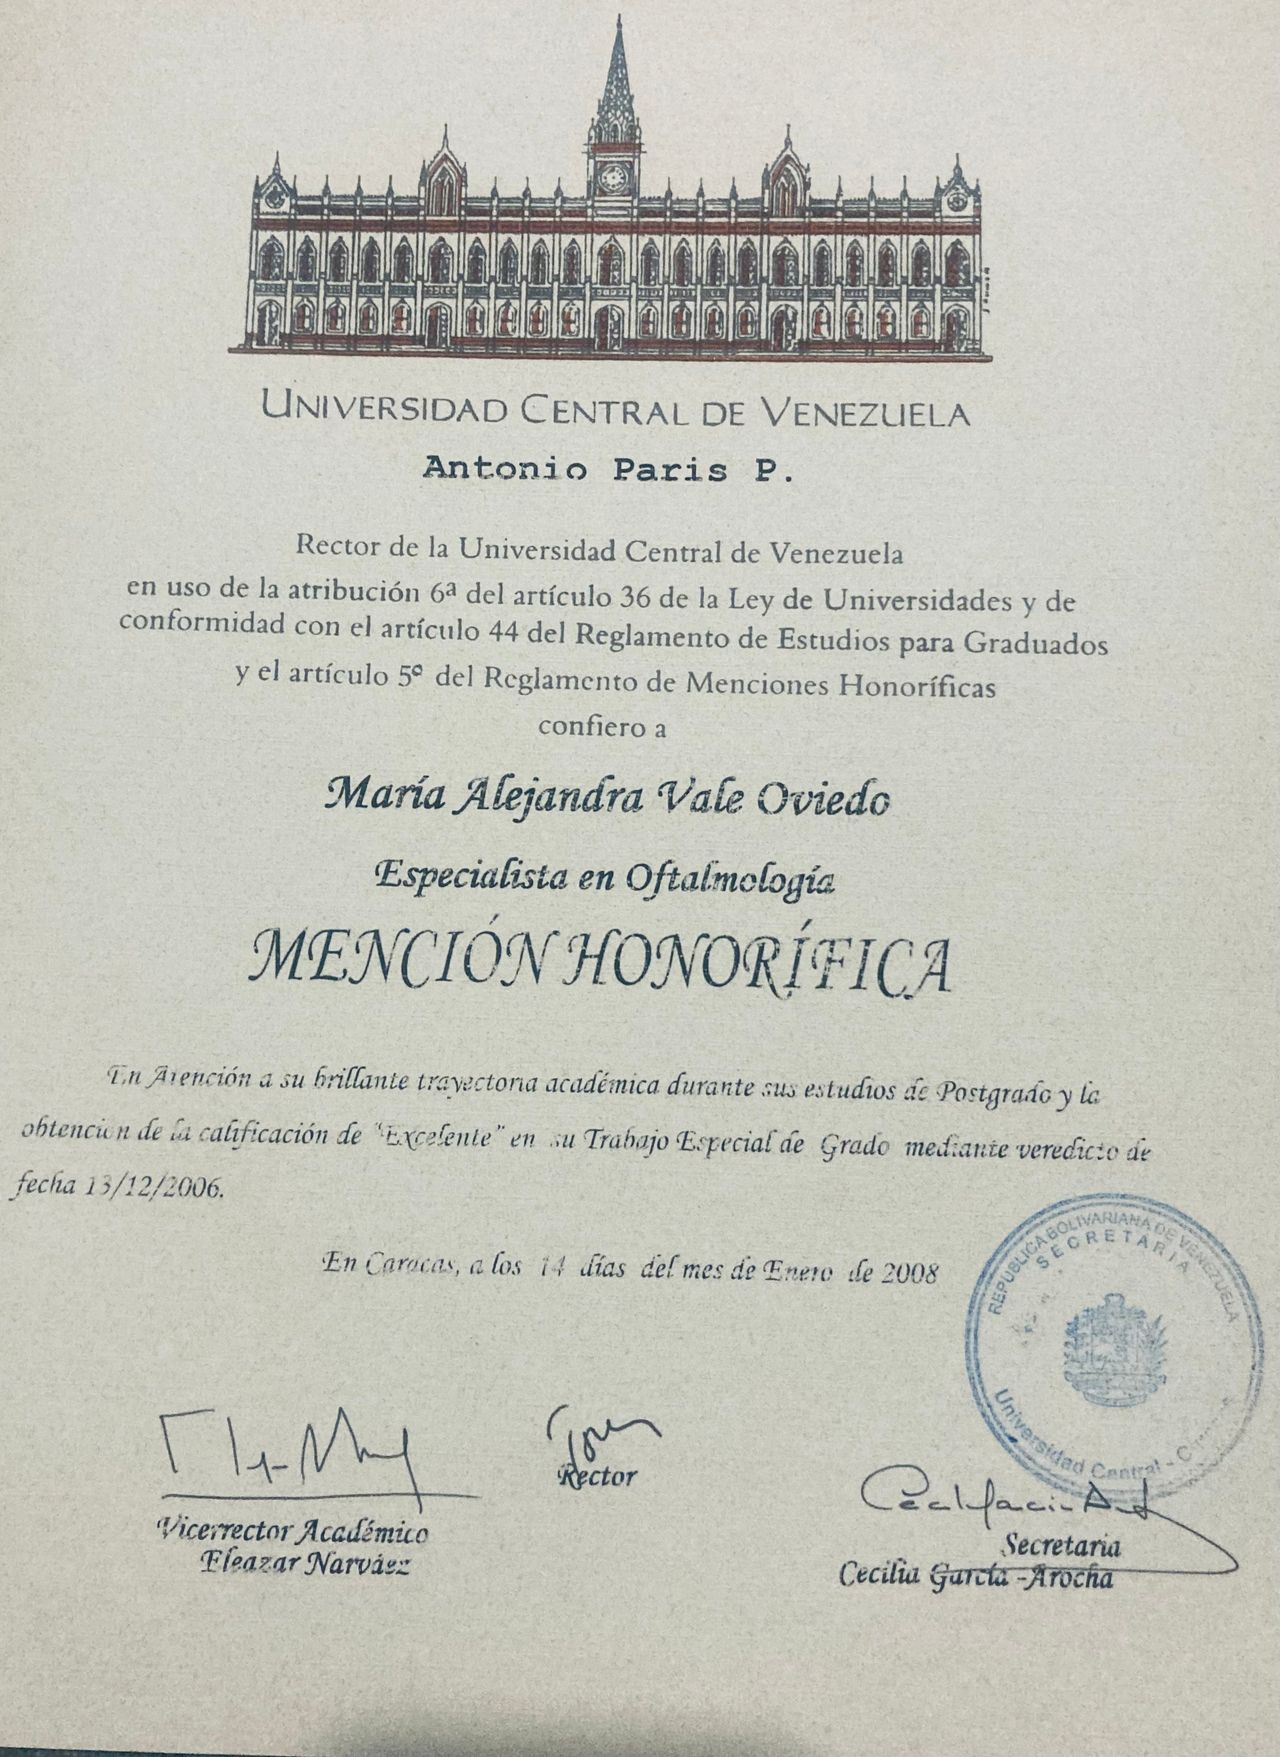 UNIVERSIDAD CENTRAL DE VENEZUELA
Antonio Paris P.
Rector de la Universidad Central de Venezuela
en uso de la atribución 6ª del artículo 36 de la Ley de Universidades y de
conformidad con el artículo 44 del Reglamento de Estudios para Graduados
y el artículo 5º del Reglamento de Menciones Honoríficas
confiero a
María Alejandra Vale Oviedo
Especialista en Oftalmología
MENCIÓN HONORÍFICA
En Atención a su brillante trayectoria académica durante sus estudios de Postgrado y la
obtención de la calificación de "Excelente" en su Trabajo Especial de Grado mediante veredicto de
fecha 13/12/2006.
En Caracas, a los 14 días del mes de Enero de 2008
REPUBLICA BOLIVARIANA DE VENEZUELA
SECRETARIA
Universidad Central -
Rector
Vicerrector Académico
Eleazar Narváez
Secretaria
Cecilia García -Arocha